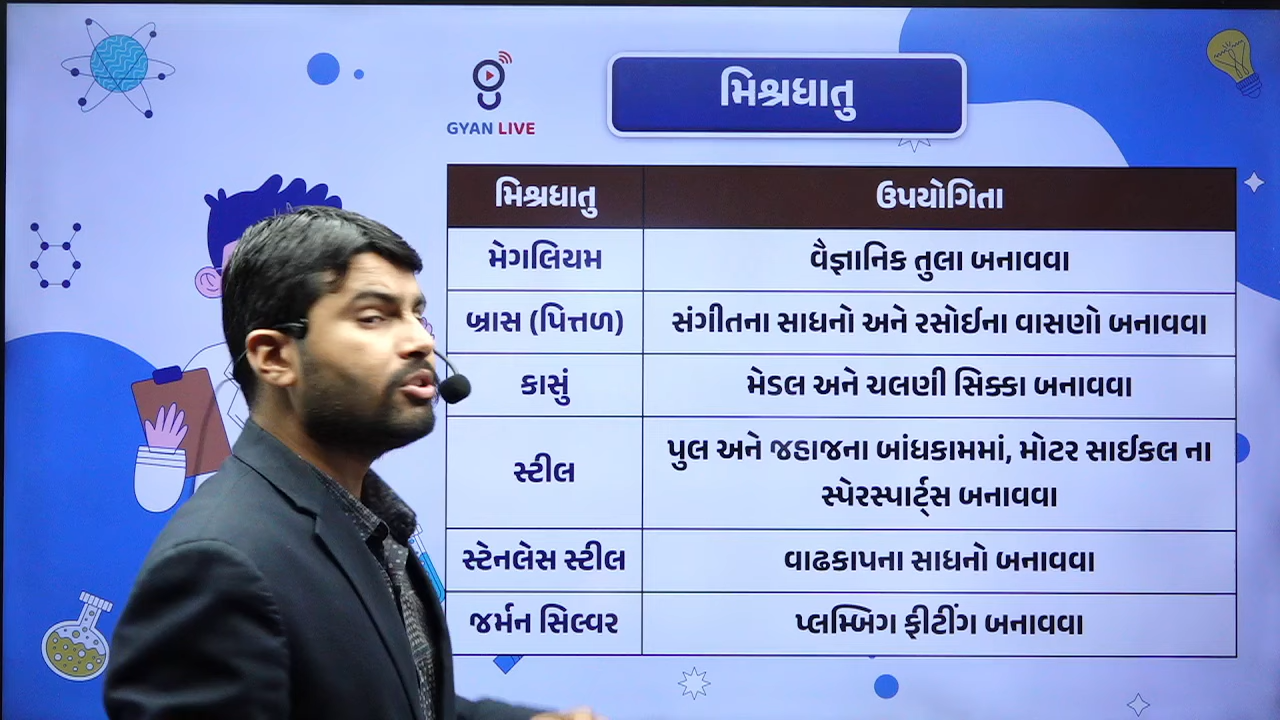 GYAN LIVE
મિશ્રધાતુ
મિશ્રધાતુ ઉપયોગિતા
મેગલિયમ વૈજ્ઞાનિક તુલા બનાવવા
બ્રાસ (પિત્તળ) સંગીતના સાધનો અને રસોઈના વાસણો બનાવવા
કાસું મેડલ અને ચલણી સિક્કા બનાવવા
સ્ટીલ પુલ અને જહાજના બાંધકામમાં, મોટર સાઈકલ ના
સ્પેરસ્પાર્ટ્સ બનાવવા
સ્ટેનલેસ સ્ટીલ વાઢકાપના સાધનો બનાવવા
જર્મન સિલ્વર પ્લમ્બિગ ફીટીંગ બનાવવા